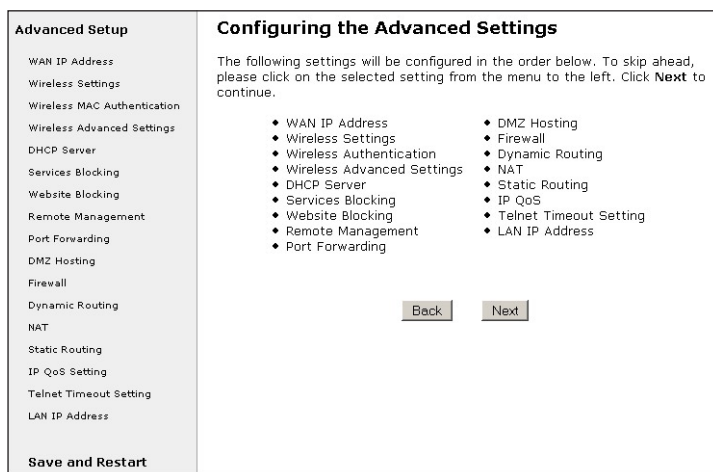 Advanced Setup
WAN IP Address
Wireless Settings
Wireless MAC Authentication
Wireless Advanced Settings
DHCP Server
Services Blocking
Website Blocking
Remote Management
Port Forwarding
DMZ Hosting
Firewall
Dynamic Routing
NAT
Static Routing
IP QoS Setting
Telnet Timeout Setting
LAN IP Address
Save and Restart
Configuring the Advanced Settings
The following settings will be configured in the order below. To skip ahead,
please click on the selected setting from the menu to the left. Click Next to
continue.
WAN IP Address
Wireless Settings
Wireless Authentication
Wireless Advanced Settings
DHCP Server
Services Blocking
Website Blocking
Remote Management
Port Forwarding
DMZ Hosting
Firewall
Dynamic Routing
NAT
Static Routing
IP QoS
Telnet Timeout Setting
LAN IP Address
Back
Next